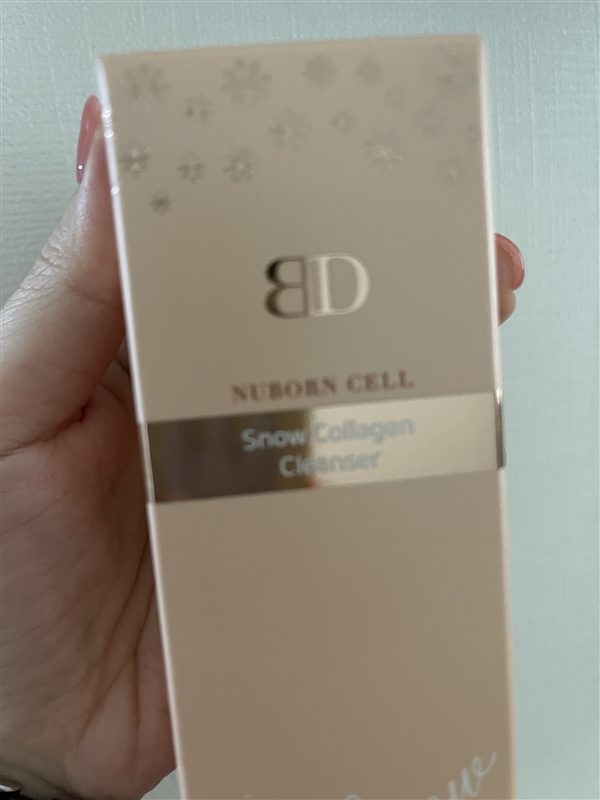 BD
NUBORN CELL
Snow Collagen
Cleanser